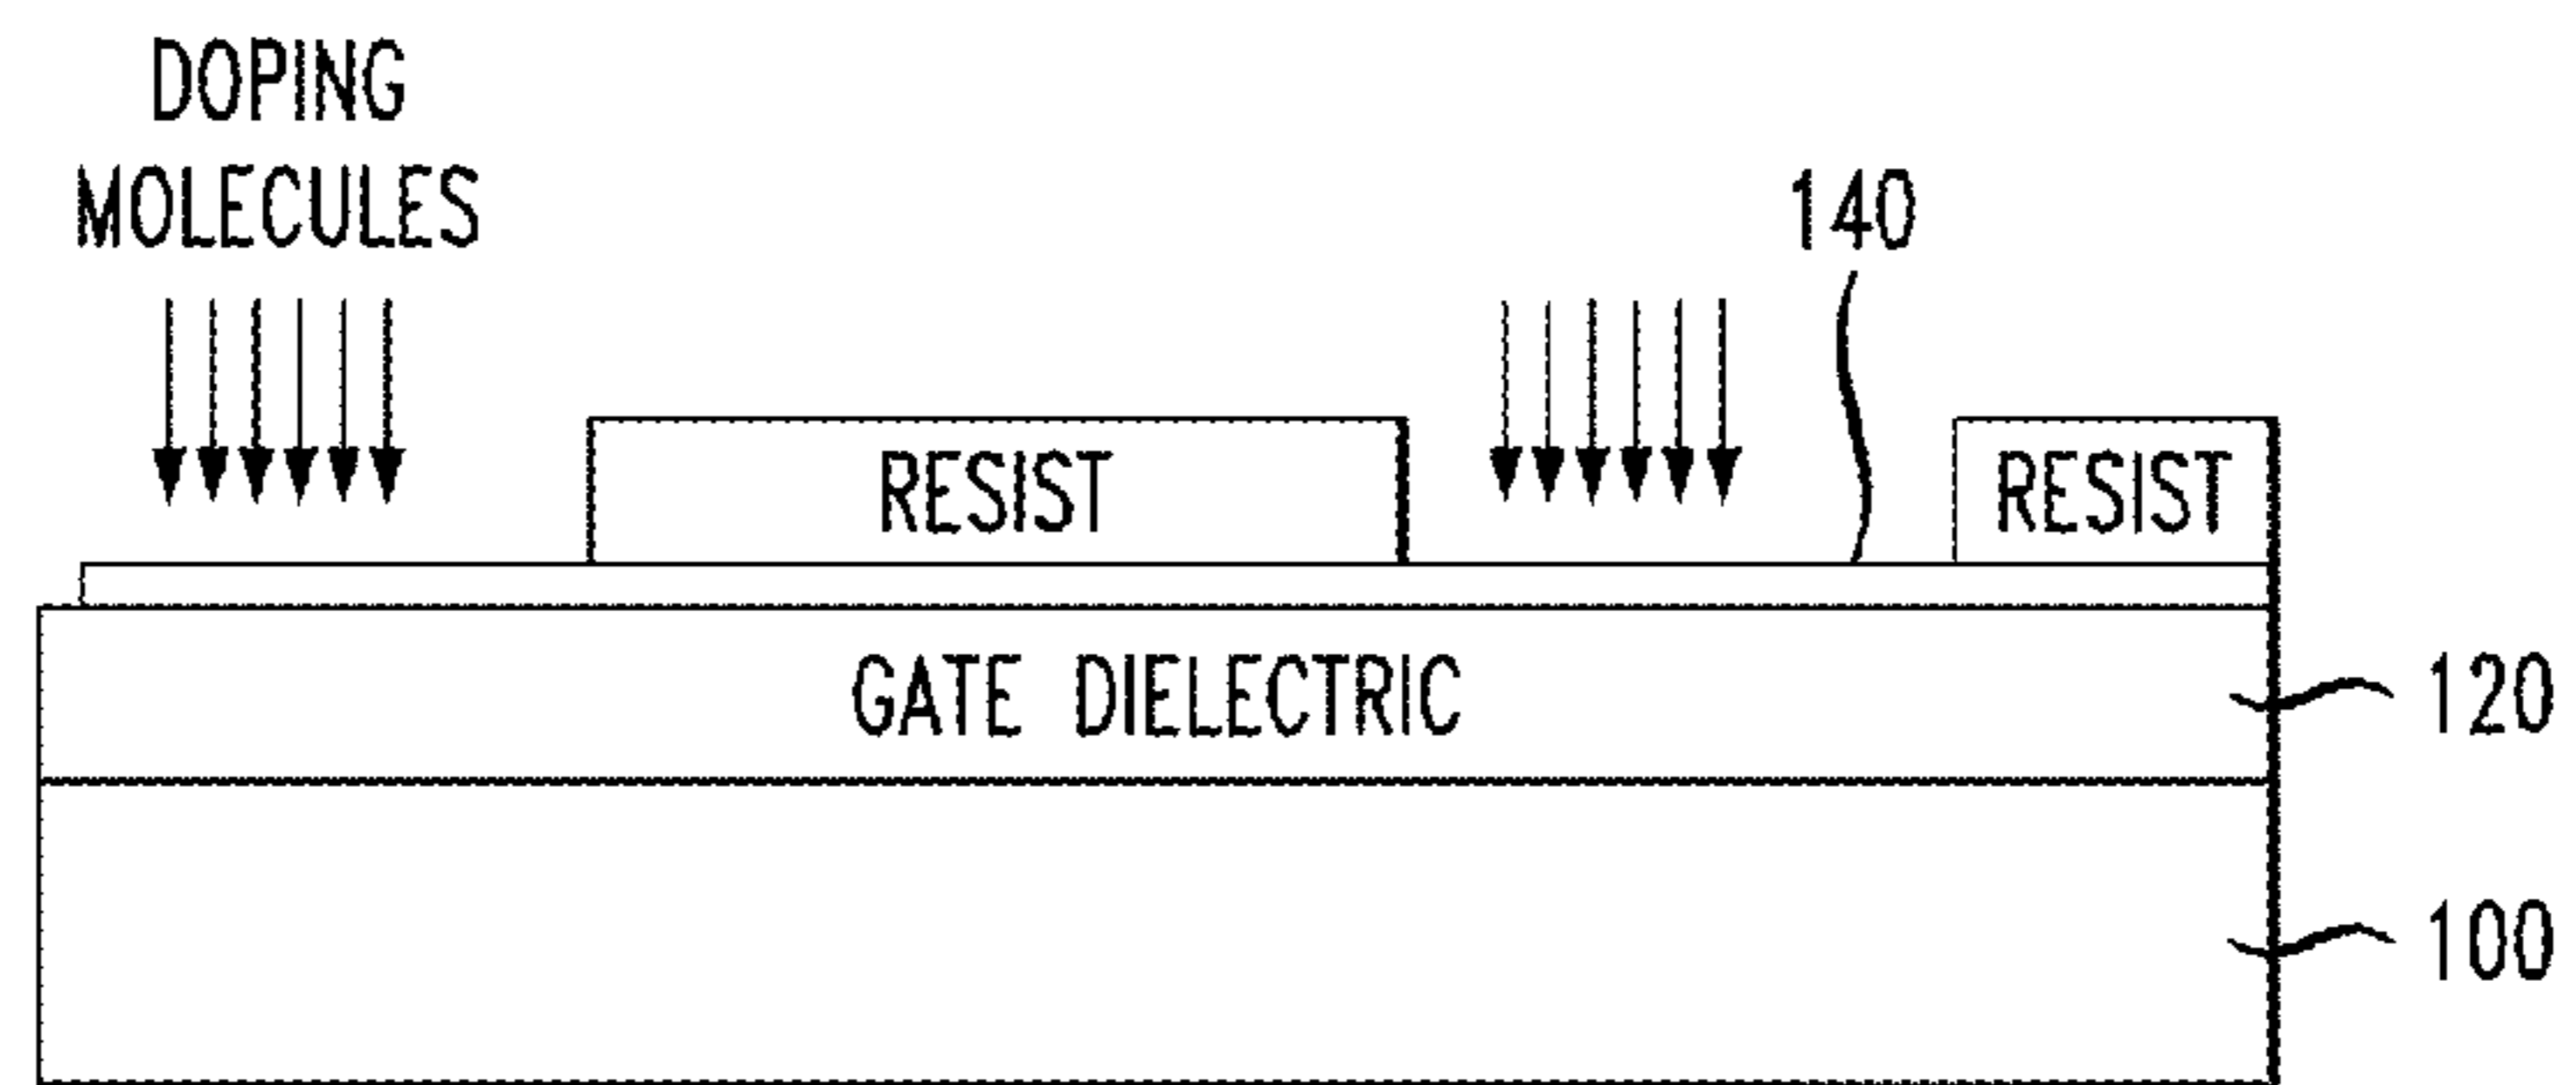 DOPING
MOLECULES
140
RESIST
RESIST
GATE DIELECTRIC
120
100